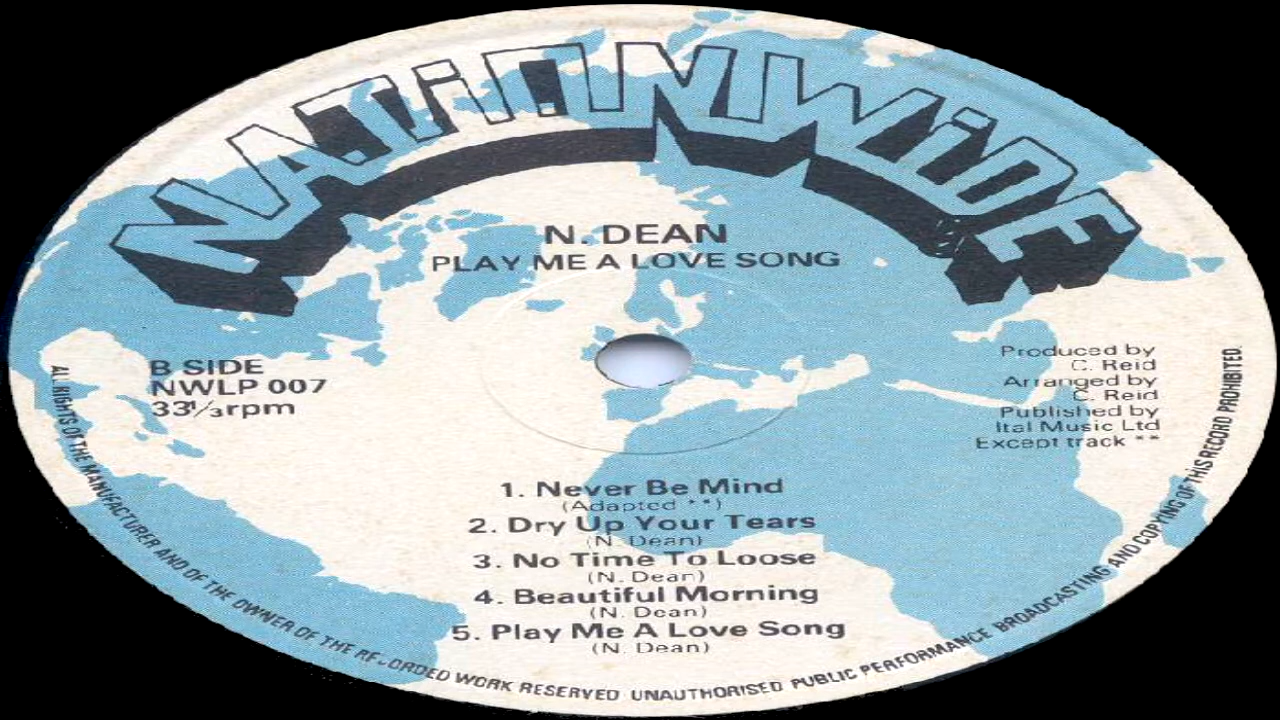 NATIONWIDE
N. DEAN
PLAY ME A LOVE SONG
B SIDE
NWLP 007
33⅓rpm
Produced by
C. Reid
Arranged by
C. Reid
Published by
Ital Music Ltd
Except track **
1. Never Be Mind
(Adapted **)
2. Dry Up Your Tears
(N. Dean)
3. No Time To Loose
(N. Dean)
4. Beautiful Morning
(N. Dean)
5. Play Me A Love Song
(N. Dean)
ALL RIGHTS OF THE MANUFACTURER AND OF THE OWNER OF THE RECORDED WORK RESERVED UNAUTHORISED PUBLIC PERFORMANCE BROADCASTING AND COPYING OF THIS RECORD PROHIBITED.